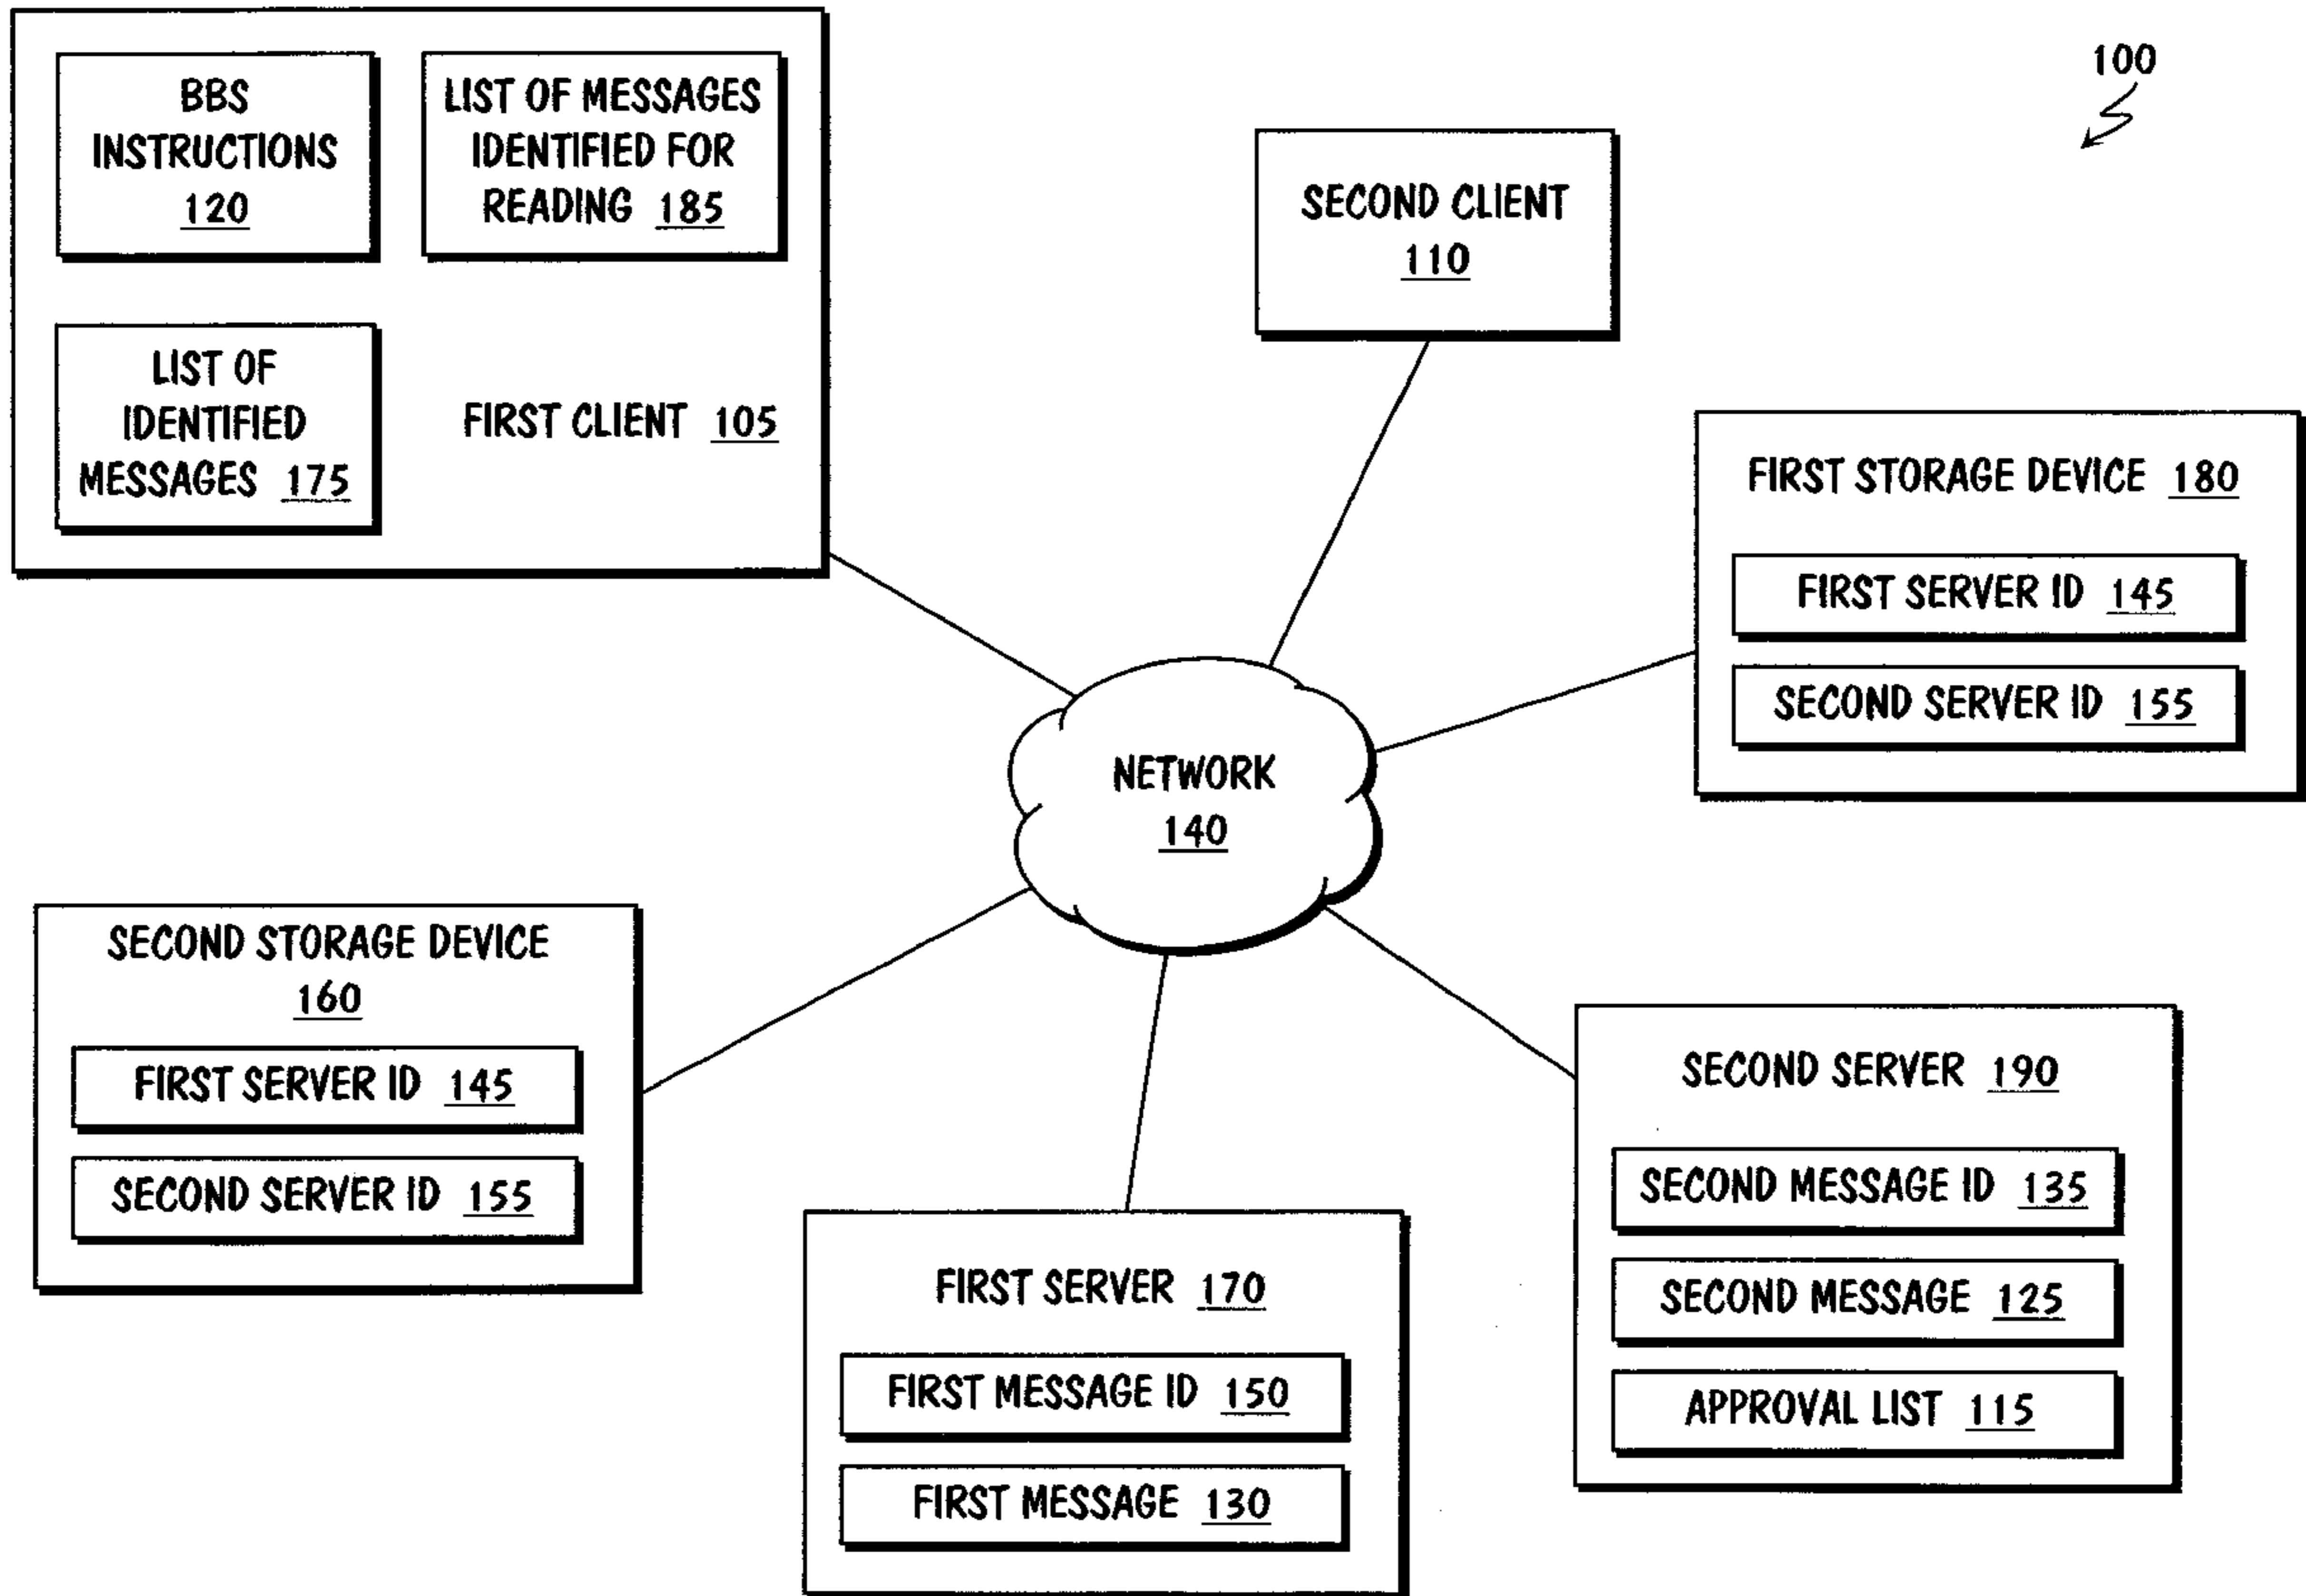 100
BBS
INSTRUCTIONS
120
LIST OF MESSAGES
IDENTIFIED FOR
READING 185
LIST OF
IDENTIFIED
MESSAGES 175
FIRST CLIENT 105
SECOND CLIENT
110
FIRST STORAGE DEVICE 180
FIRST SERVER ID 145
SECOND SERVER ID 155
NETWORK
140
SECOND STORAGE DEVICE
160
FIRST SERVER ID 145
SECOND SERVER ID 155
FIRST SERVER 170
FIRST MESSAGE ID 150
FIRST MESSAGE 130
SECOND SERVER 190
SECOND MESSAGE ID 135
SECOND MESSAGE 125
APPROVAL LIST 115